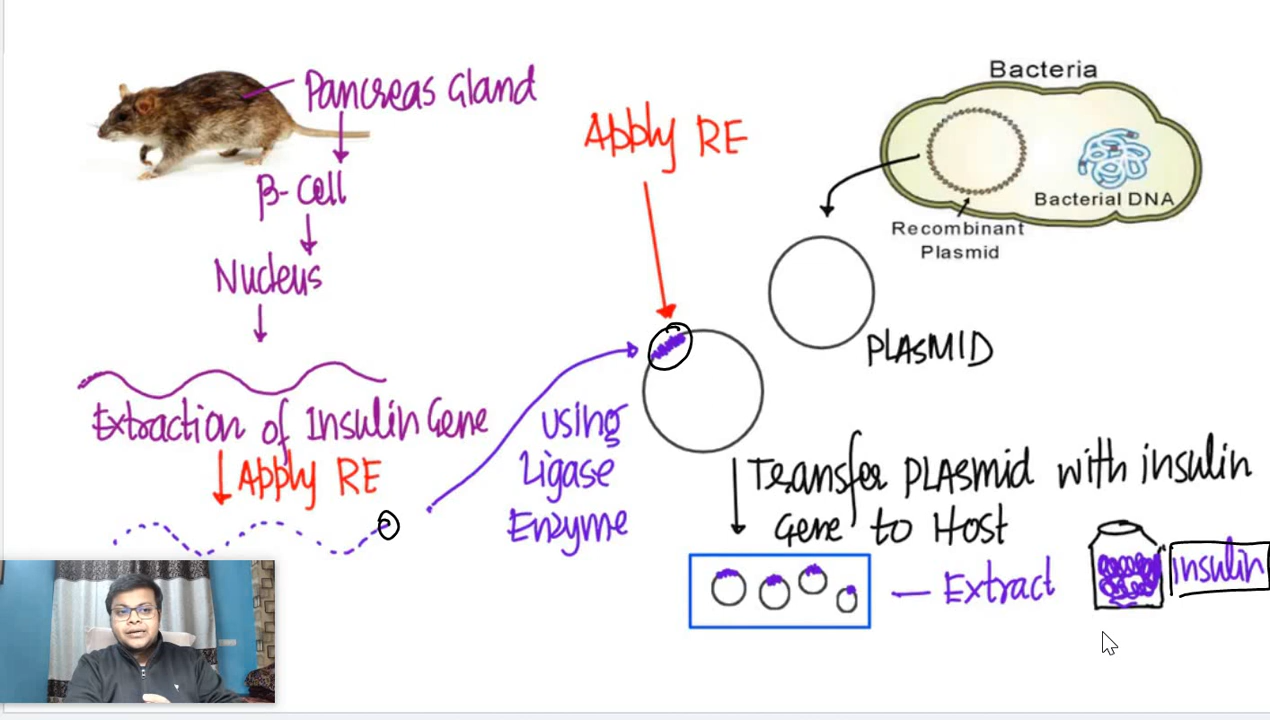 Pancreas Gland
β-Cell
Nucleus
Extraction of Insulin Gene
Apply RE
using
Ligase
Enzyme
Apply RE
Bacteria
Bacterial DNA
Recombinant
Plasmid
PLASMID
Transfer PLASMID with insulin
Gene to Host
Extract
insulin